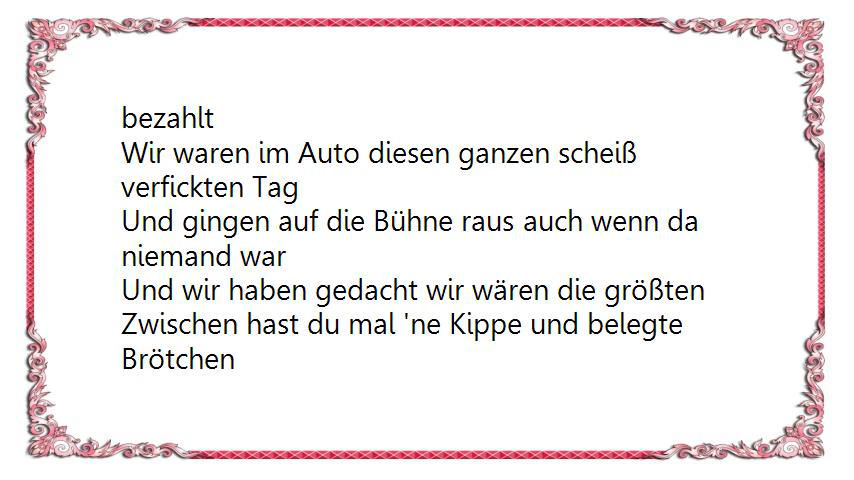 bezahlt
Wir waren im Auto diesen ganzen scheiß
verfickten Tag
Und gingen auf die Bühne raus auch wenn da
niemand war
Und wir haben gedacht wir wären die größten
Zwischen hast du mal 'ne Kippe und belegte
Brötchen